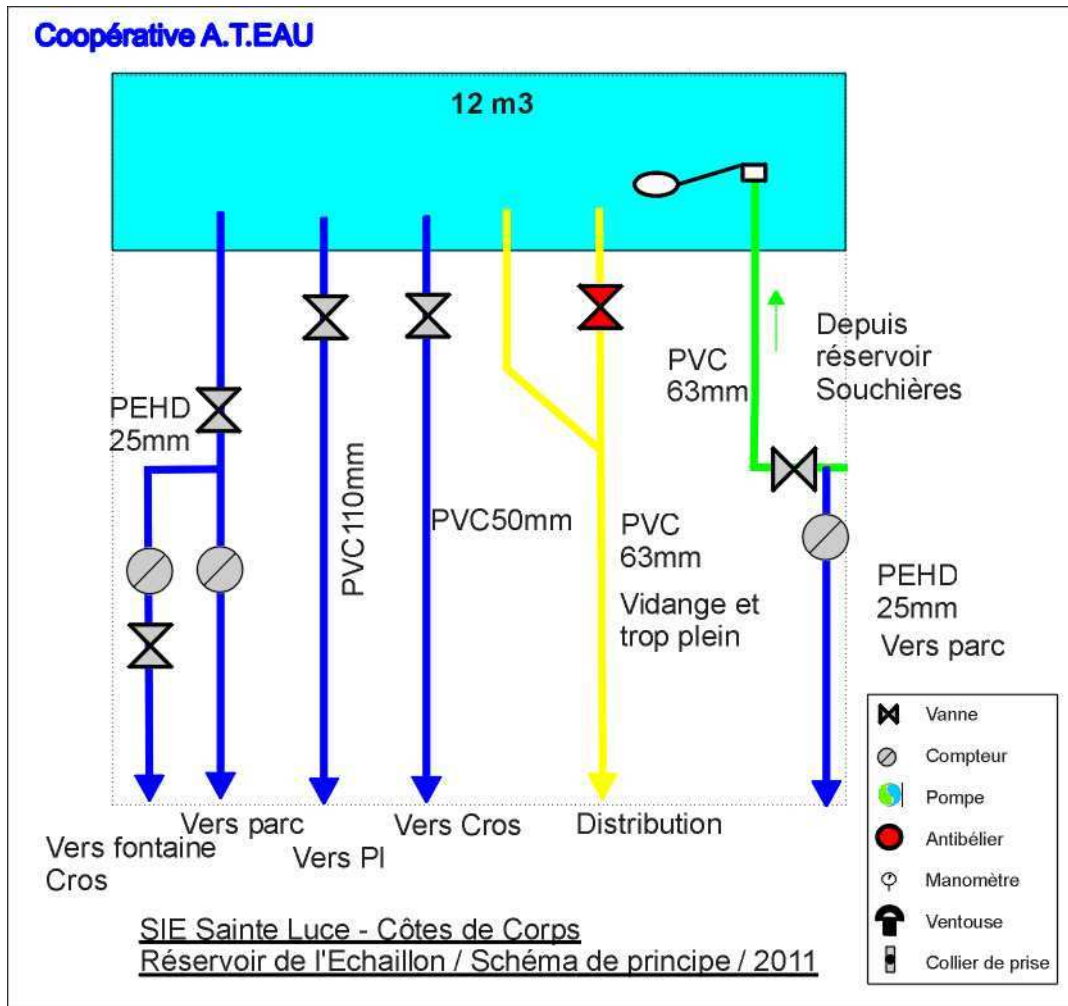 Coopérative A.T.EAU
12 m3
PEHD
25mm
PVC110mm
PVC50mm
PVC
63mm
Vidange et
trop plein
PVC
63mm
Depuis
réservoir
Souchières
PEHD
25mm
Vers parc
Vers fontaine
Cros
Vers parc
Vers PI
Vers Cros
Distribution
Vanne
Compteur
Pompe
Antibélier
Manomètre
Ventouse
Collier de prise
SIE Sainte Luce - Côtes de Corps
Réservoir de l'Echaillon / Schéma de principe / 2011